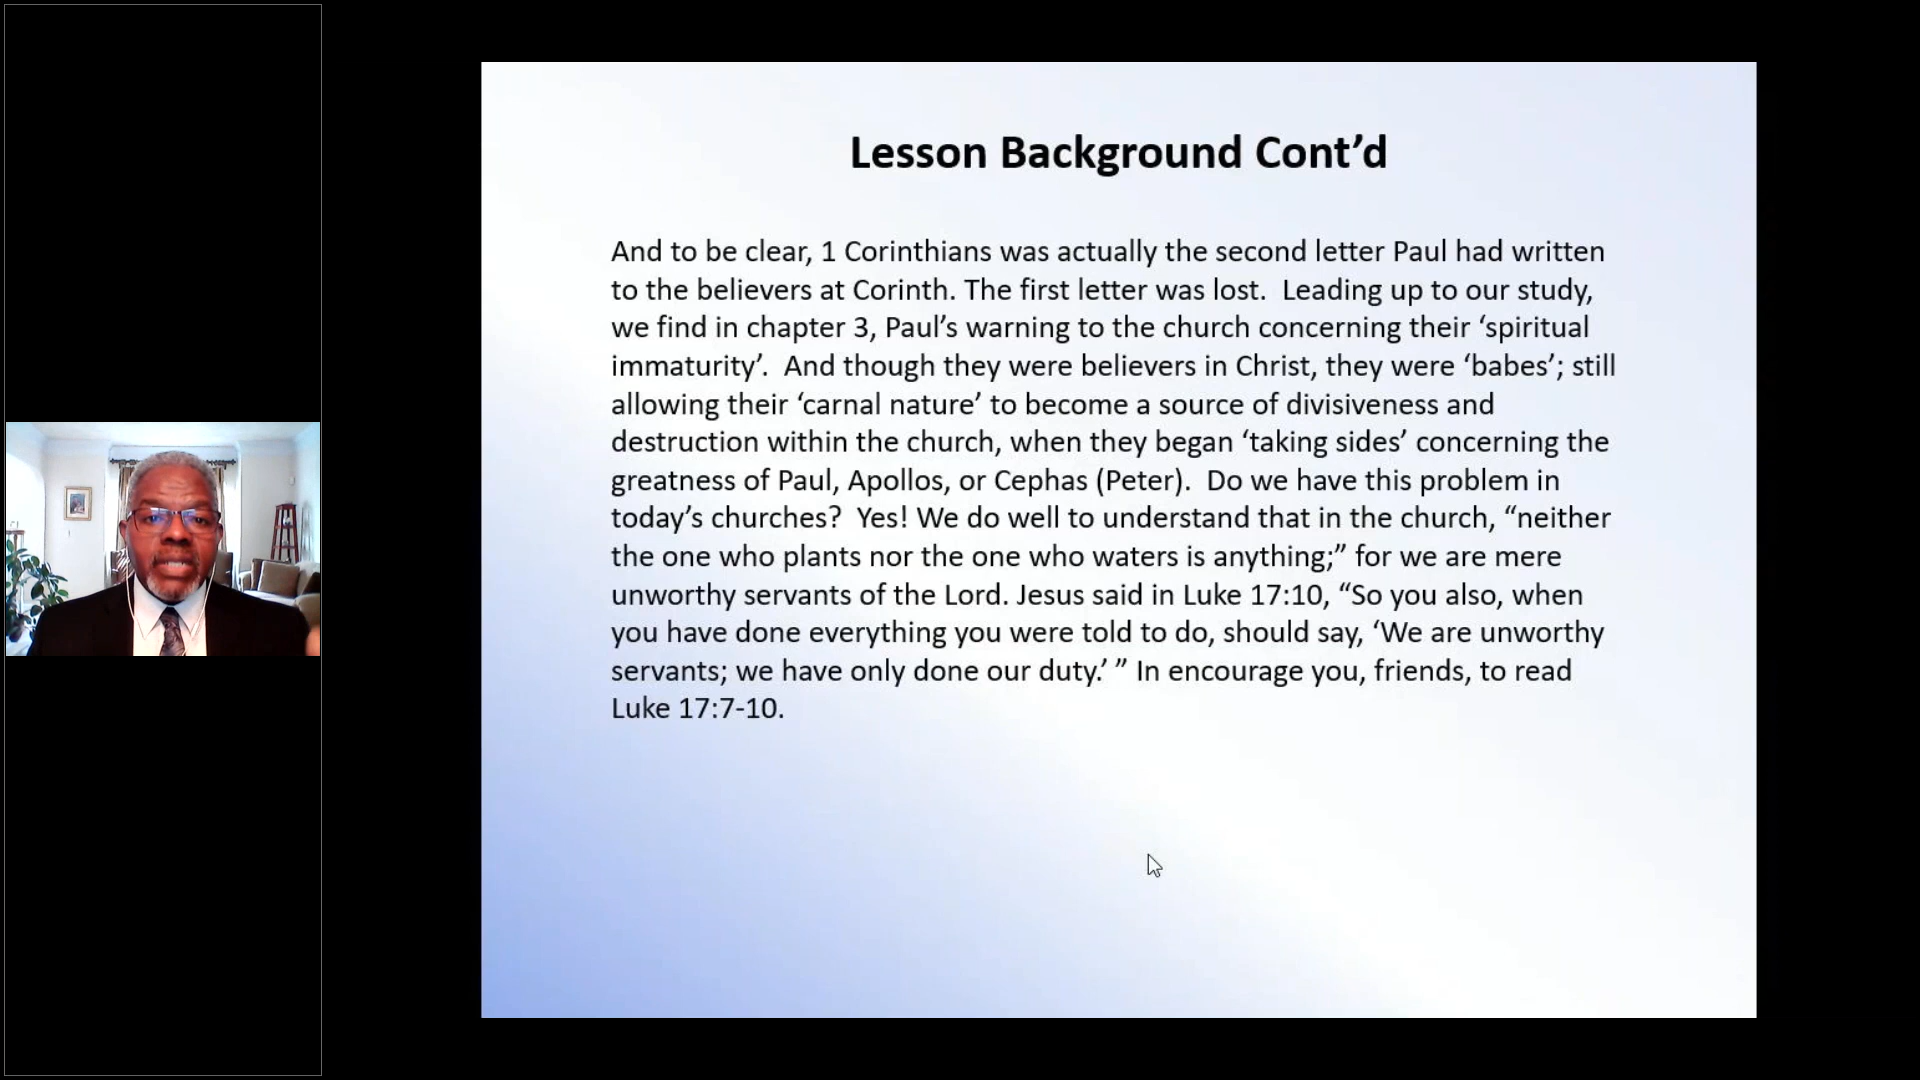 Lesson Background Cont’d
And to be clear, 1 Corinthians was actually the second letter Paul had written
to the believers at Corinth. The first letter was lost.  Leading up to our study,
we find in chapter 3, Paul’s warning to the church concerning their ‘spiritual
immaturity’.  And though they were believers in Christ, they were ‘babes’; still
allowing their ‘carnal nature’ to become a source of divisiveness and
destruction within the church, when they began ‘taking sides’ concerning the
greatness of Paul, Apollos, or Cephas (Peter).  Do we have this problem in
today’s churches?  Yes! We do well to understand that in the church, “neither
the one who plants nor the one who waters is anything;” for we are mere
unworthy servants of the Lord. Jesus said in Luke 17:10, “So you also, when
you have done everything you were told to do, should say, ‘We are unworthy
servants; we have only done our duty.’ ” In encourage you, friends, to read
Luke 17:7-10.